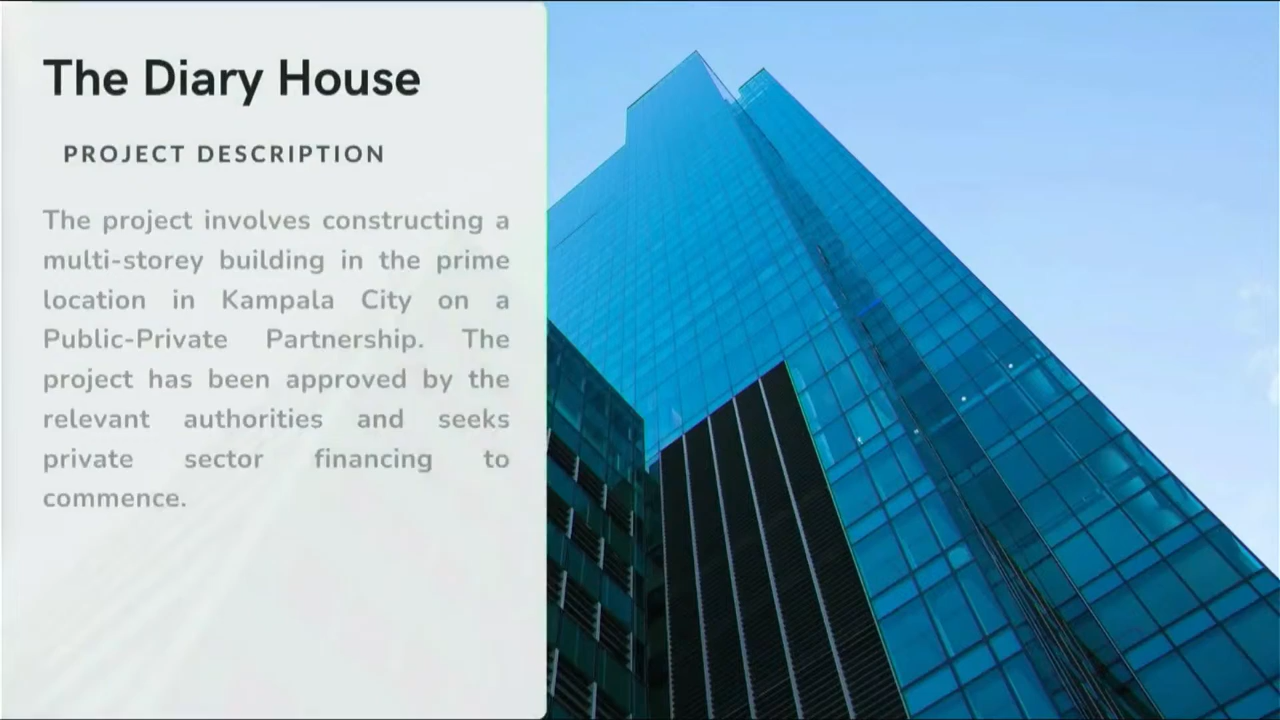 The Diary House
PROJECT DESCRIPTION
The project involves constructing a
multi-storey building in the prime
location in Kampala City on a
Public-Private Partnership. The
project has been approved by the
relevant authorities and seeks
private sector financing to
commence.